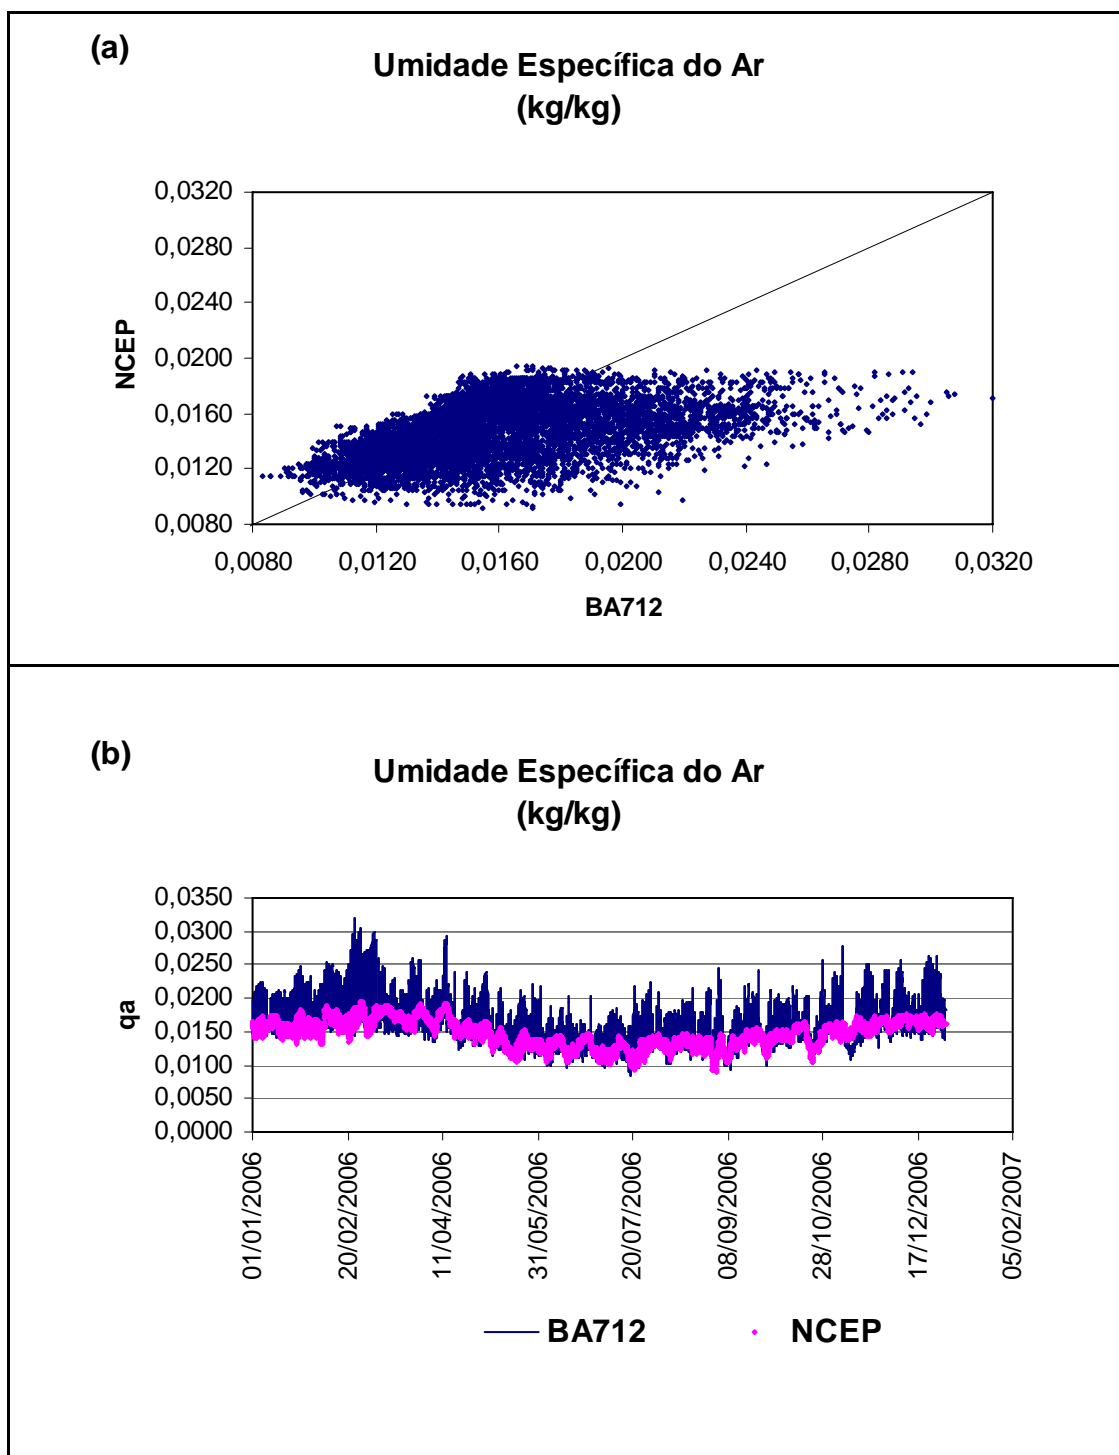 (a)
Umidade Específica do Ar
(kg/kg)
NCEP
0,0320
0,0280
0,0240
0,0200
0,0160
0,0120
0,0080
0,0080 0,0120 0,0160 0,0200 0,0240 0,0280 0,0320
BA712
(b)
Umidade Específica do Ar
(kg/kg)
qa
0,0350
0,0300
0,0250
0,0200
0,0150
0,0100
0,0050
0,0000
01/01/2006
20/02/2006
11/04/2006
31/05/2006
20/07/2006
08/09/2006
28/10/2006
17/12/2006
05/02/2007
BA712 NCEP